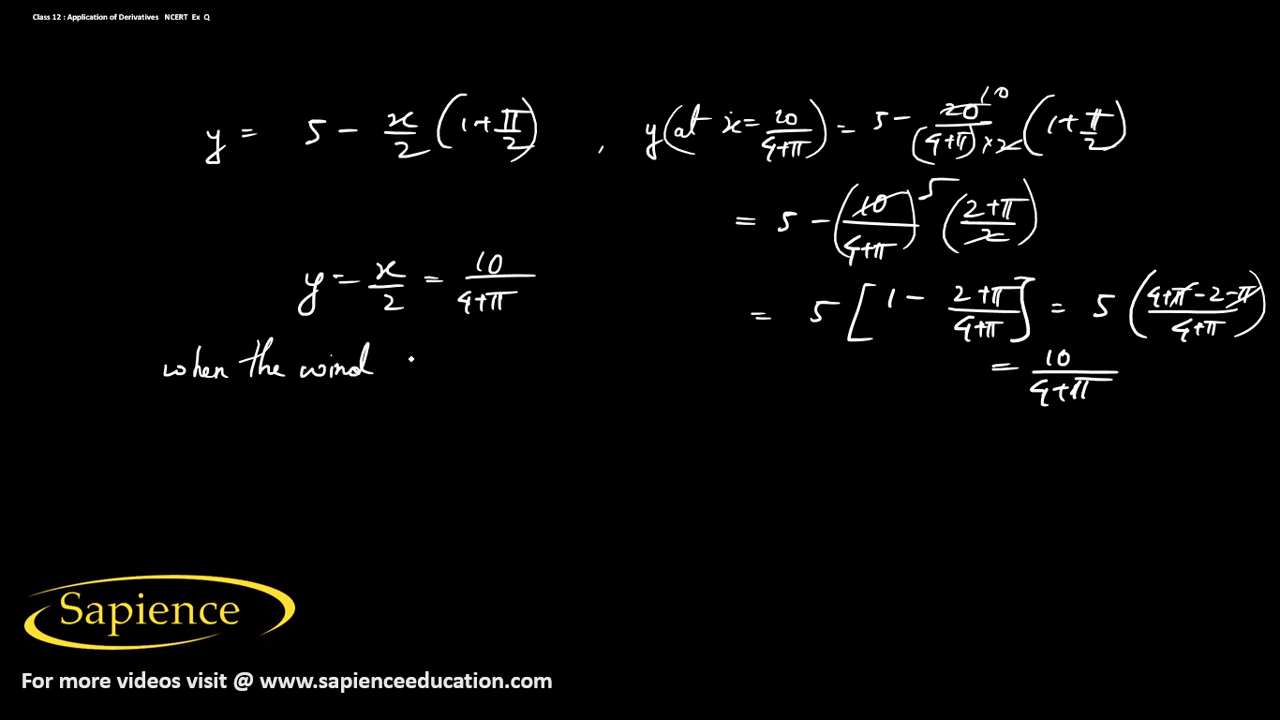 Class 12 : Application of Derivatives NCERT Ex Q
y = 5 - x/2 (1 + π/2) , y(at x = 20/(4+π)) = 5 - 20/((4+π) × 2) 10 (1 + π/2)
= 5 - (10/(4+π)) 5 ((2+π)/2)
y = x/2 = 10/(4+π)
= 5 [1 - (2+π)/(4+π)] = 5 ((4+π-2-π)/(4+π))
when the wind
= 10/(4+π)
Sapience
For more videos visit @ www.sapienceeducation.com